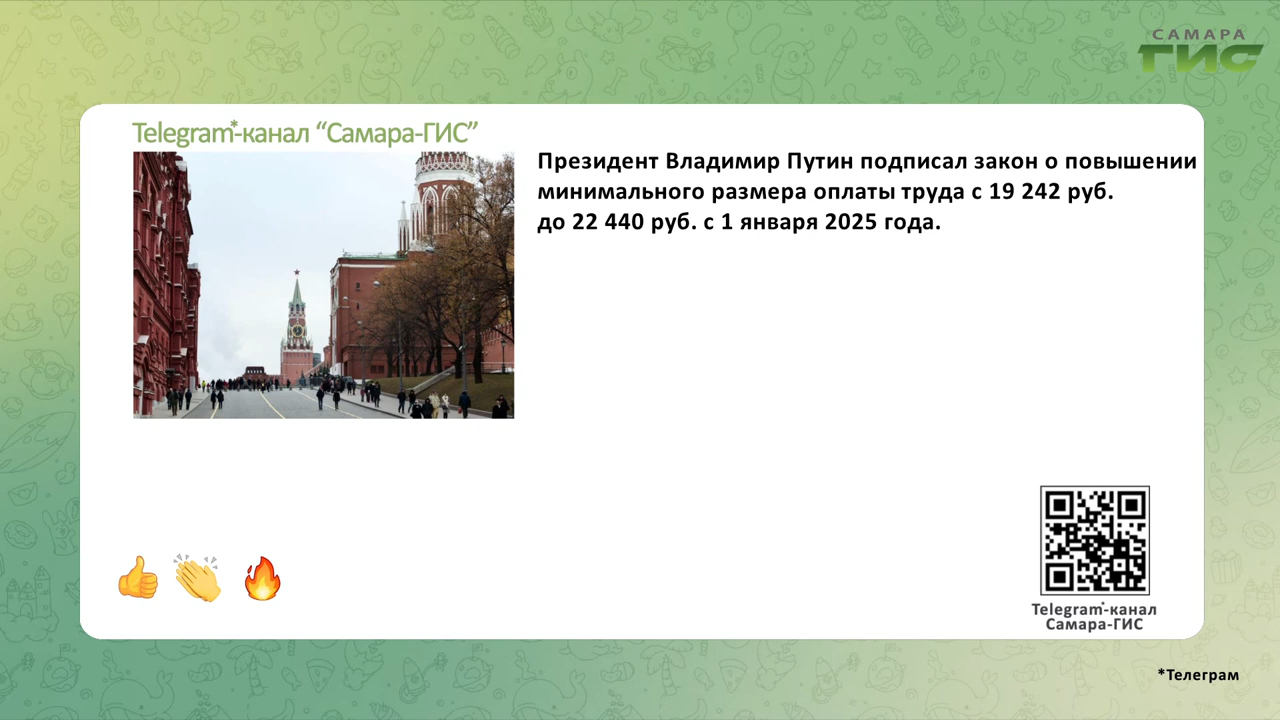 САМАРА
ГИС
Telegram*-канал “Самара-ГИС”
Президент Владимир Путин подписал закон о повышении
минимального размера оплаты труда с 19 242 руб.
до 22 440 руб. с 1 января 2025 года.
Telegram*-канал
Самара-ГИС
*Телеграм